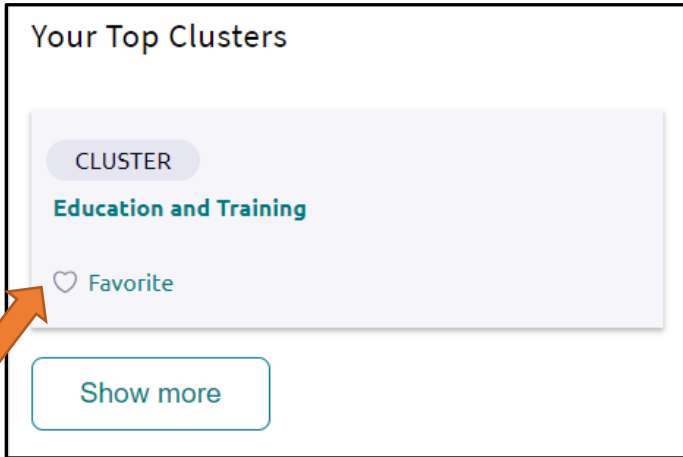 Your Top Clusters
CLUSTER
Education and Training
Favorite
Show more